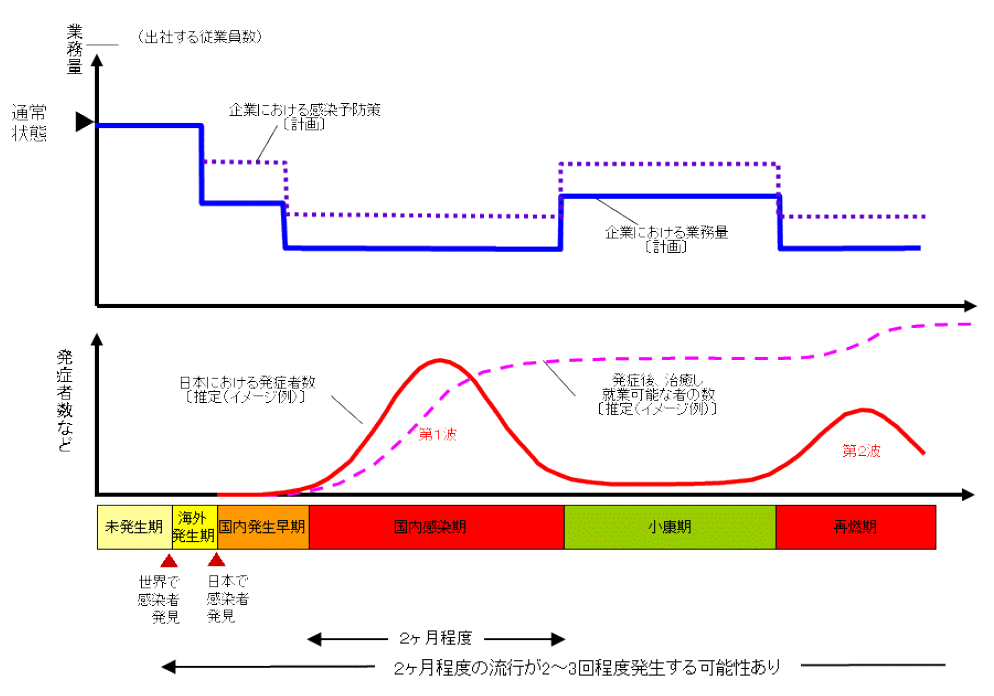 業務量
（出社する従業員数）
通常
状態
企業における感染予防策
〔計画〕
企業における業務量
〔計画〕
発症者数など
日本における発症者数
〔推定（イメージ例）〕
発症後、治癒し
就業可能な者の数
〔推定（イメージ例）〕
第1波
第2波
未発生期
海外
発生期
国内発生早期
国内感染期
小康期
再燃期
世界で
感染者
発見
日本で
感染者
発見
2ヶ月程度
2ヶ月程度の流行が2～3回程度発生する可能性あり